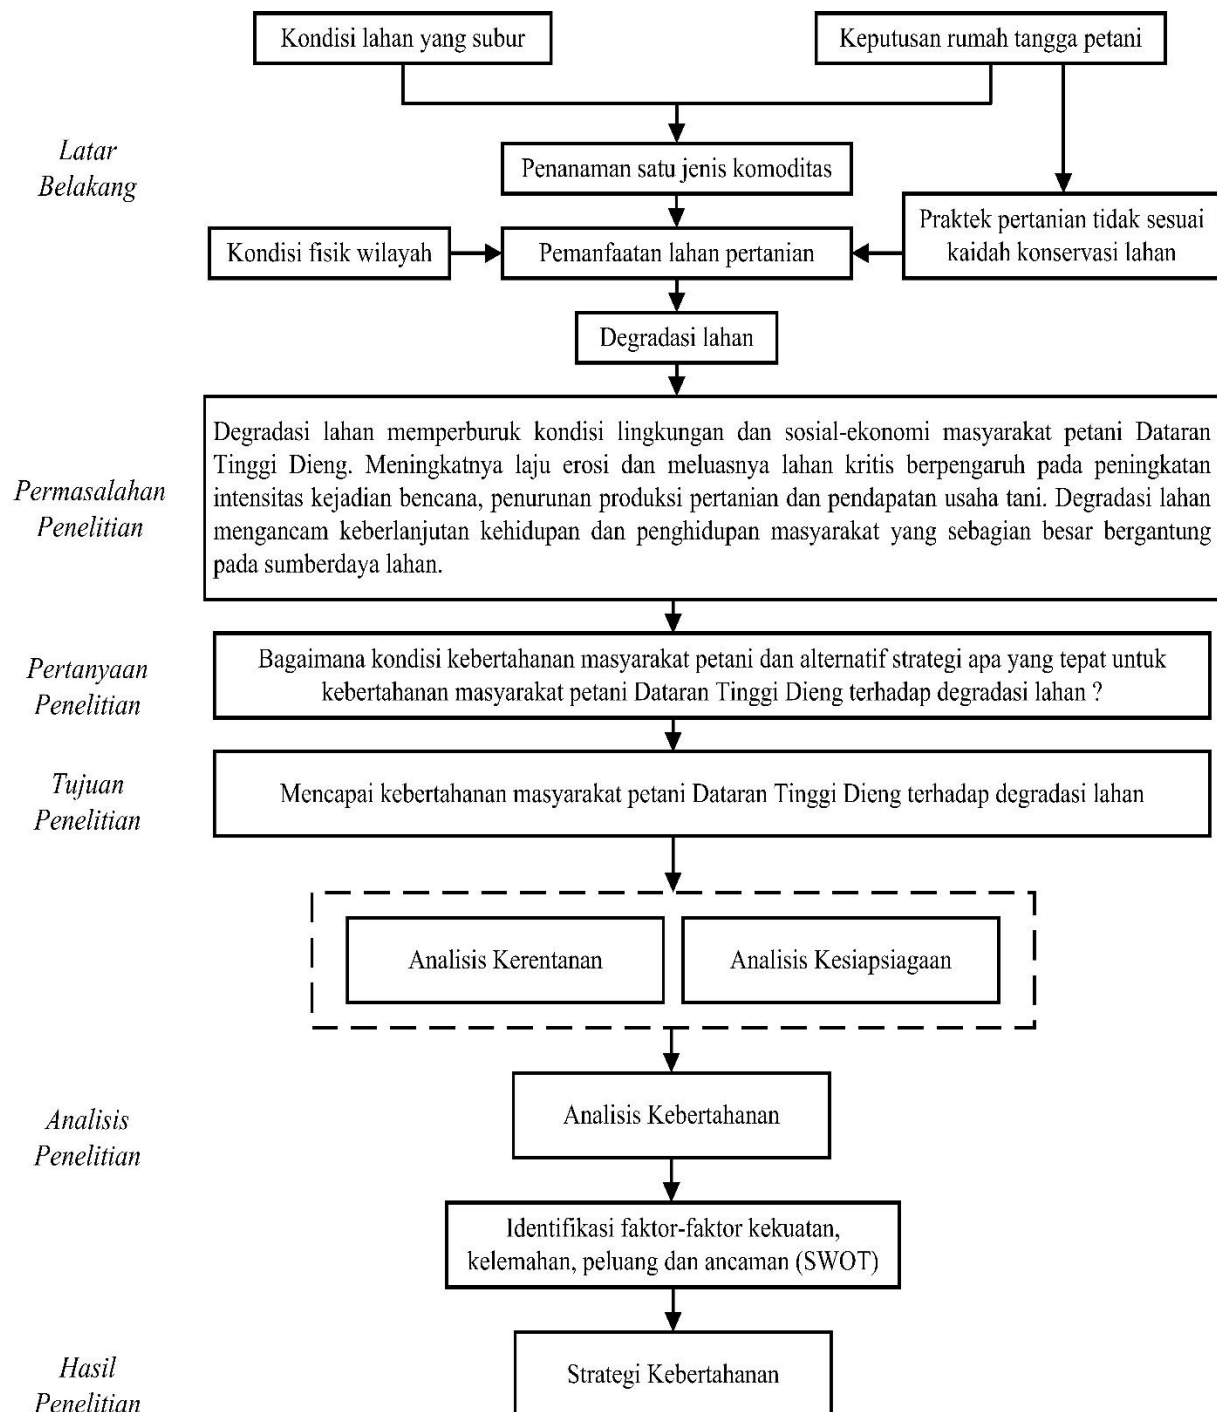 Kondisi lahan yang subur
Keputusan rumah tangga petani
Latar
Belakang
Penanaman satu jenis komoditas
Kondisi fisik wilayah
Pemanfaatan lahan pertanian
Praktek pertanian tidak sesuai
kaidah konservasi lahan
Degradasi lahan
Permasalahan
Penelitian
Degradasi lahan memperburuk kondisi lingkungan dan sosial-ekonomi masyarakat petani Dataran
Tinggi Dieng. Meningkatnya laju erosi dan meluasnya lahan kritis berpengaruh pada peningkatan
intensitas kejadian bencana, penurunan produksi pertanian dan pendapatan usaha tani. Degradasi lahan
mengancam keberlanjutan kehidupan dan penghidupan masyarakat yang sebagian besar bergantung
pada sumberdaya lahan.
Pertanyaan
Penelitian
Bagaimana kondisi kebertahanan masyarakat petani dan alternatif strategi apa yang tepat untuk
kebertahanan masyarakat petani Dataran Tinggi Dieng terhadap degradasi lahan ?
Tujuan
Penelitian
Mencapai kebertahanan masyarakat petani Dataran Tinggi Dieng terhadap degradasi lahan
Analisis Kerentanan
Analisis Kesiapsiagaan
Analisis
Penelitian
Analisis Kebertahanan
Identifikasi faktor-faktor kekuatan,
kelemahan, peluang dan ancaman (SWOT)
Hasil
Penelitian
Strategi Kebertahanan